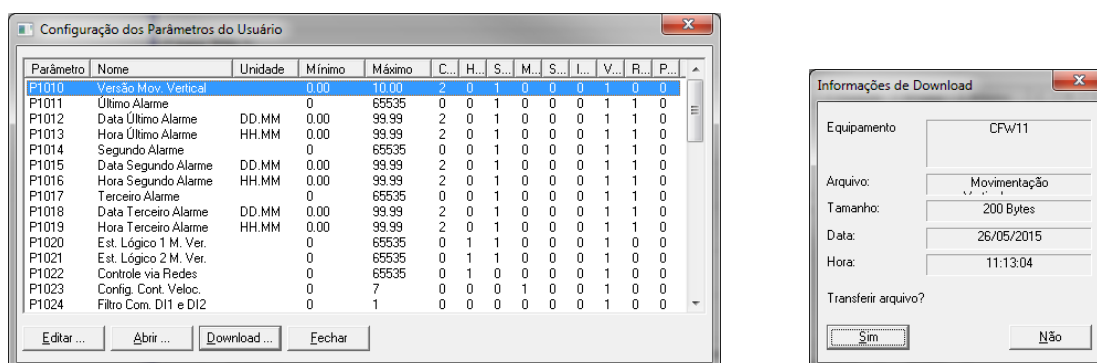 Configuração dos Parâmetros do Usuário
Parâmetro Nome Unidade Mínimo Máximo C... H... S... M... S... I... V... R... P...
P1010 Versão Mov. Vertical 0.00 10.00 2 0 1 0 0 0 1 0 0
P1011 Último Alarme 0 65535 0 0 1 0 0 0 1 1 0
P1012 Data Último Alarme DD.MM 0.00 99.99 2 0 1 0 0 0 1 1 0
P1013 Hora Último Alarme HH.MM 0.00 99.99 2 0 1 0 0 0 1 1 0
P1014 Segundo Alarme 0 65535 0 0 1 0 0 0 1 1 0
P1015 Data Segundo Alarme DD.MM 0.00 99.99 2 0 1 0 0 0 1 1 0
P1016 Hora Segundo Alarme HH.MM 0.00 99.99 2 0 1 0 0 0 1 1 0
P1017 Terceiro Alarme 0 65535 0 0 1 0 0 0 1 1 0
P1018 Data Terceiro Alarme DD.MM 0.00 99.99 2 0 1 0 0 0 1 1 0
P1019 Hora Terceiro Alarme HH.MM 0.00 99.99 2 0 1 0 0 0 1 1 0
P1020 Est. Lógico 1 M. Ver. 0 65535 0 1 1 0 0 0 1 0 0
P1021 Est. Lógico 2 M. Ver. 0 65535 0 1 1 0 0 0 1 0 0
P1022 Controle via Redes 0 65535 0 1 0 0 0 0 1 0 0
P1023 Config. Cont. Veloc. 0 7 0 0 0 1 0 0 1 0 0
P1024 Filtro Com. DI1 e DI2 0 1 0 0 0 0 0 0 1 0 0
Editar ... Abrir ... Download ... Fechar
Informações de Download
Equipamento CFW11
Arquivo: Movimentação
Tamanho: 200 Bytes
Data: 26/05/2015
Hora: 11:13:04
Transferir arquivo?
Sim Não